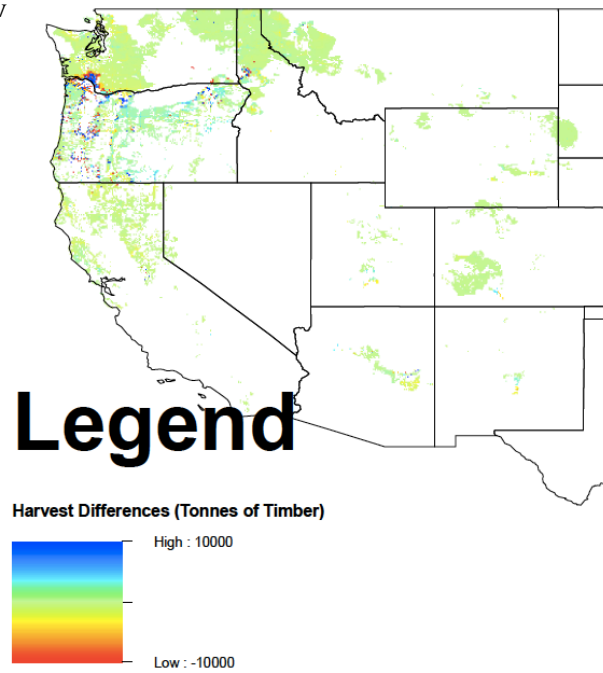 Legend
Harvest Differences (Tonnes of Timber)
High : 10000
Low : -10000